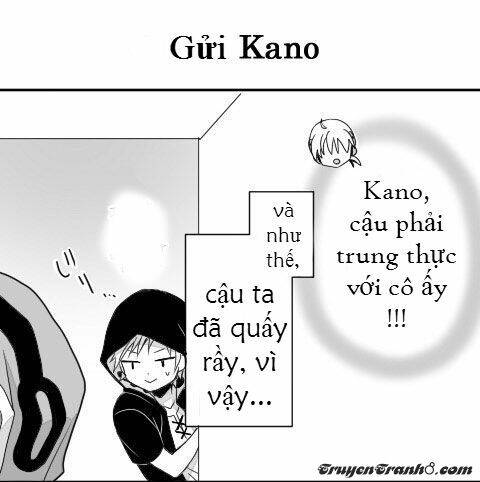 Gửi Kano
Kano,
cậu phải
trung thực
với cô ấy
!!!
và
như
thế,
cậu ta
đã quấy
rầy, vì
vậy...
TruyenTranh8.com